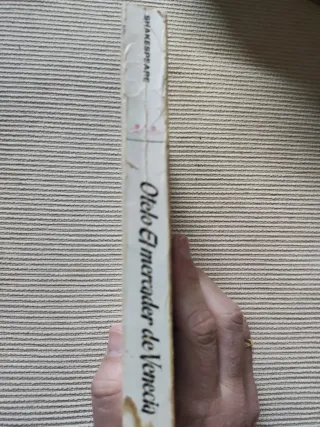 SHAKESPEARE
Otelo El mercader de Venecia